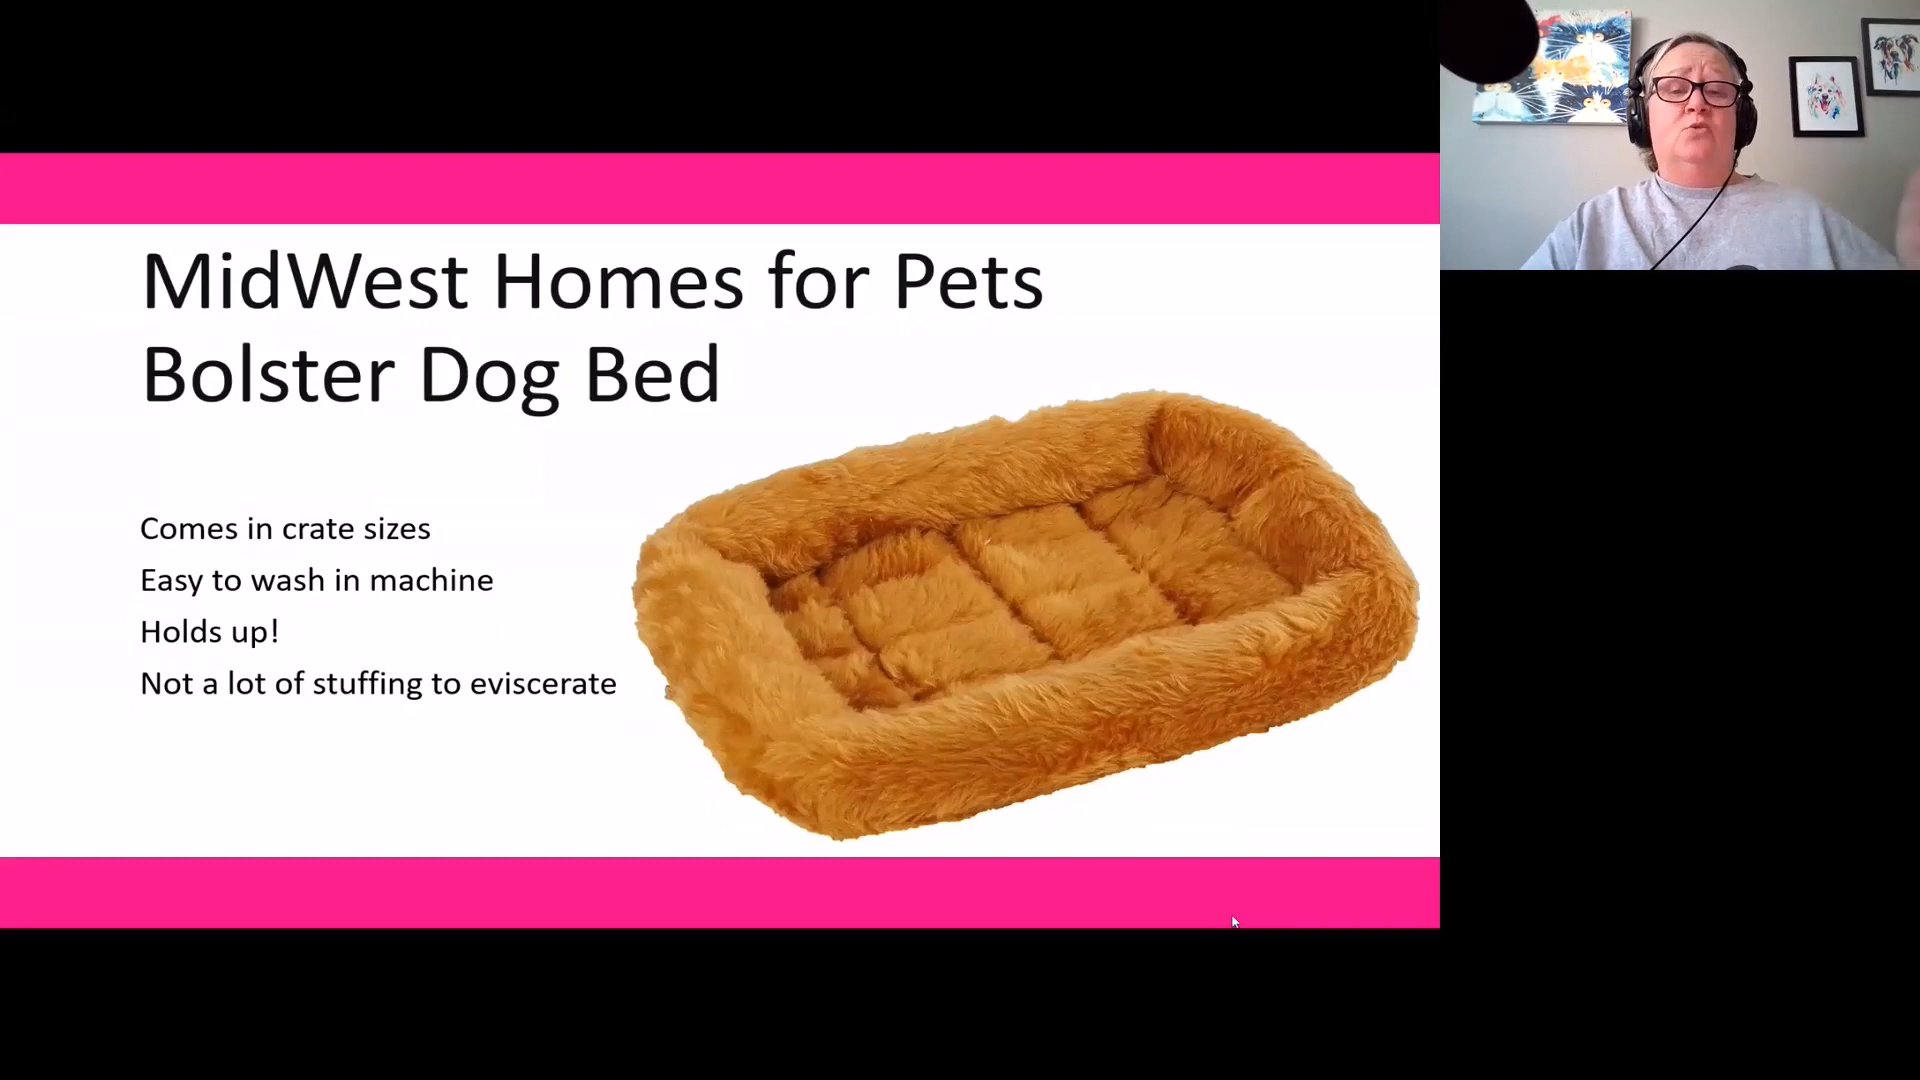 MidWest Homes for Pets
Bolster Dog Bed
Comes in crate sizes
Easy to wash in machine
Holds up!
Not a lot of stuffing to eviscerate